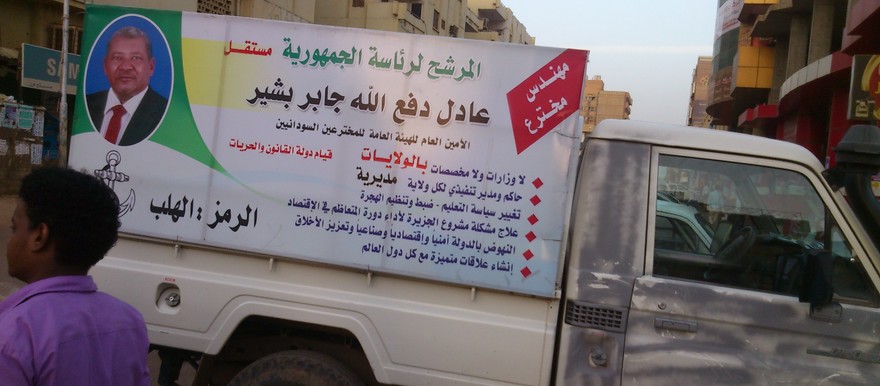 المرشح لرئاسة الجمهورية مستقل
عادل دفع الله جابر بشير
مهندس
مخترع
الأمين العام للهيئة العامة للمخترعين السودانيين
لا وزارات ولا مخصصات بالولايات قيام دولة القانون والحريات
حاكم ومدير تنفيذي لكل ولاية مديرية
تغيير سياسة التعليم - ضبط وتنظيم الهجرة
علاج مشكلة مشروع الجزيرة لأداء دورة المتعاظم في الاقتصاد
النهوض بالدولة أمنياً وإقتصادياً وصناعياً وتعزيز الأخلاق
إنشاء علاقات متميزة مع كل دول العالم
الرمز : الهلب
SAM